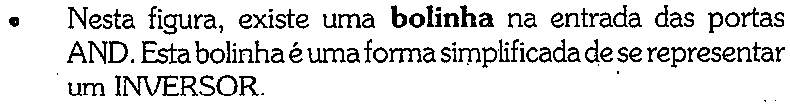 • Nesta figura, existe uma bolinha na entrada das portas
AND. Esta bolinha é uma forma simplificada de se representar
um INVERSOR.